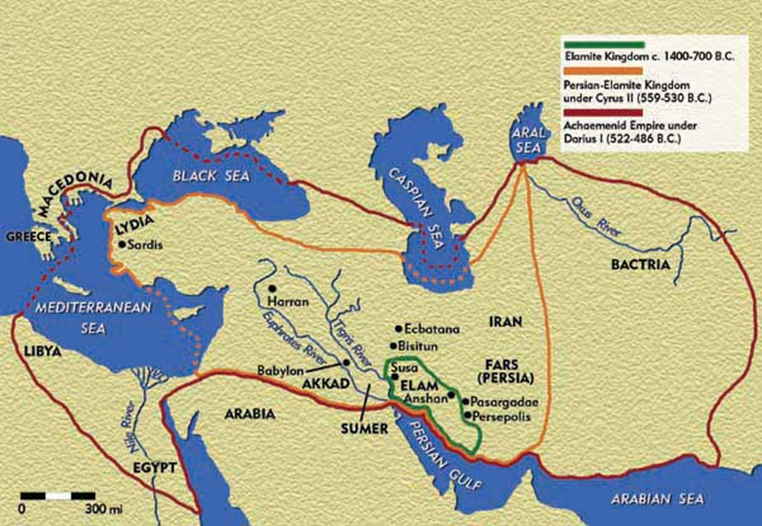 Elamite Kingdom c. 1400-700 B.C.
Persian-Elamite Kingdom
under Cyrus II (559-530 B.C.)
Achaemenid Empire under
Darius I (522-486 B.C.)
ARAL
SEA
BLACK SEA
CASPIAN SEA
MACEDONIA
GREECE
LYDIA
Sardis
Oxus River
BACTRIA
MEDITERRANEAN
SEA
Harran
Euphrates River
Tigris River
Ecbatana
Bisitun
IRAN
LIBYA
Babylon
AKKAD
Susa
ELAM
Anshan
FARS
(PERSIA)
Pasargadae
Persepolis
ARABIA
SUMER
PERSIAN GULF
Nile River
EGYPT
ARABIAN SEA
0 300 mi